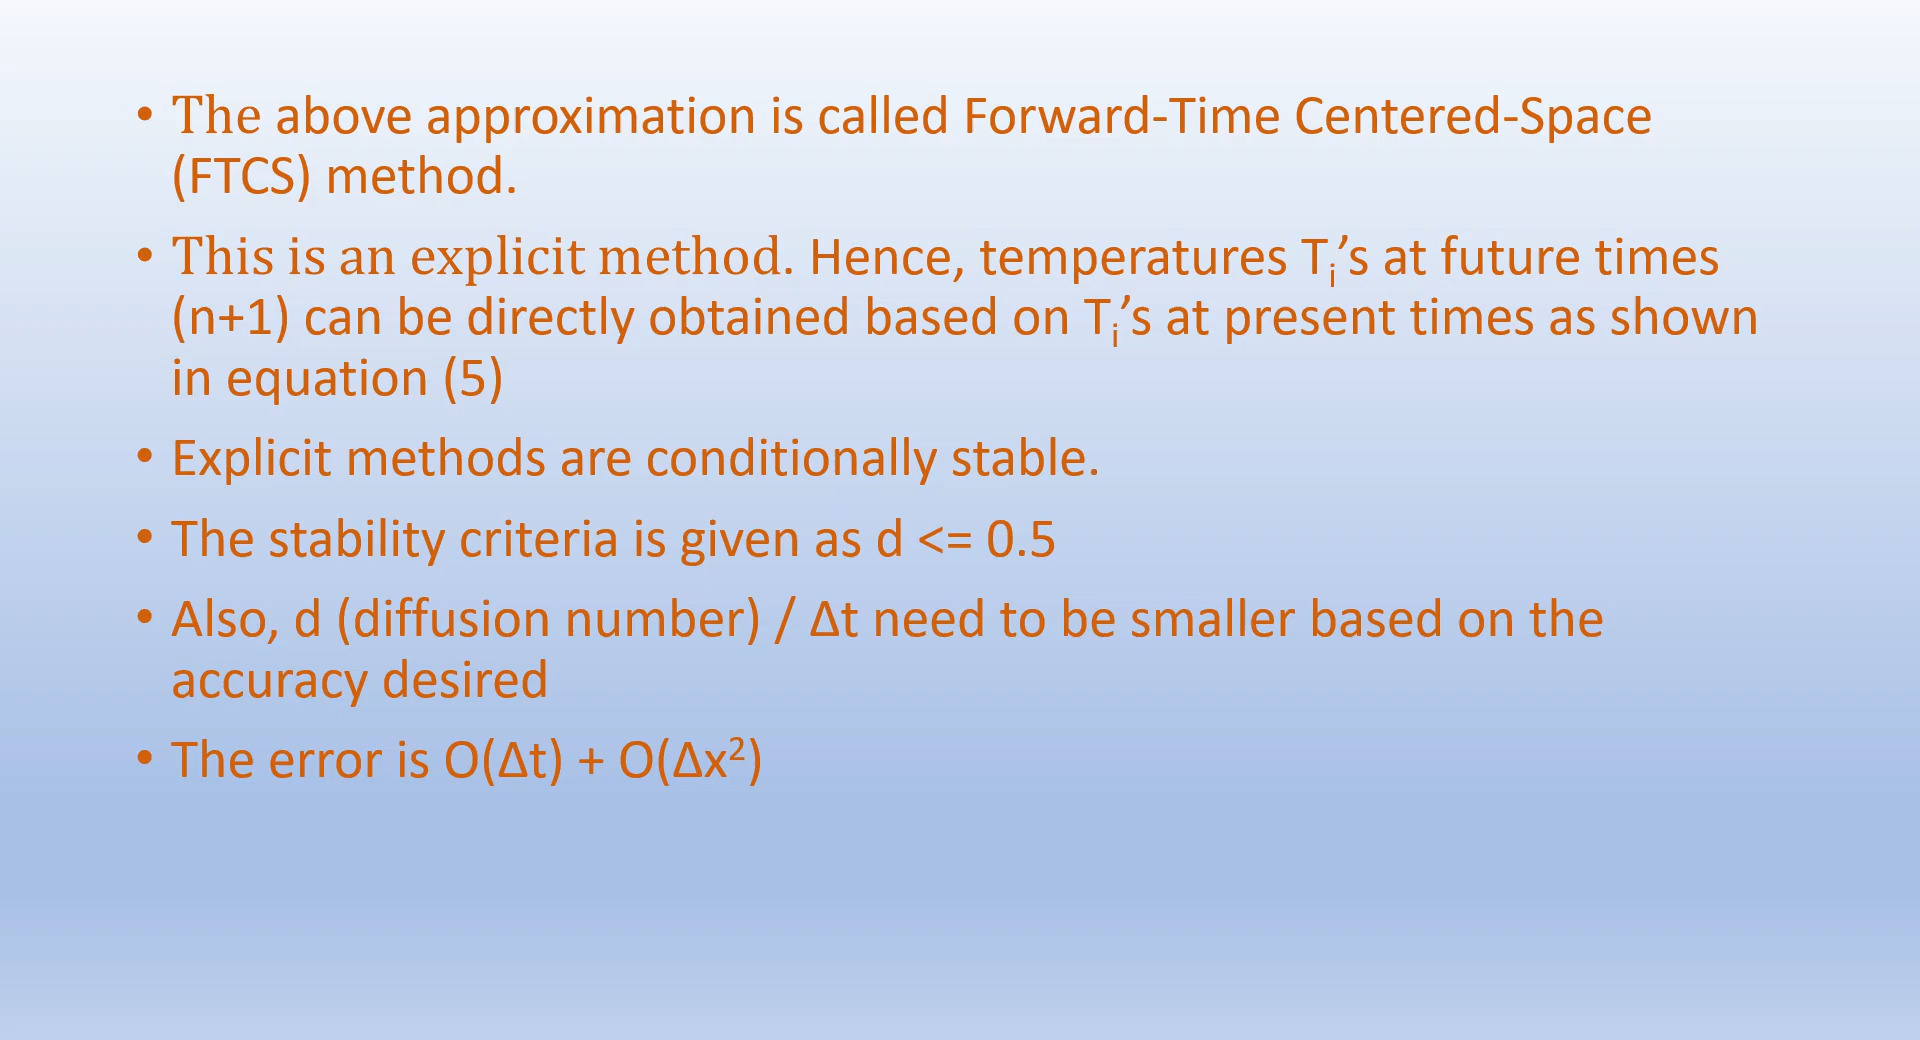 • The above approximation is called Forward-Time Centered-Space
(FTCS) method.
• This is an explicit method. Hence, temperatures Tᵢ’s at future times
(n+1) can be directly obtained based on Tᵢ’s at present times as shown
in equation (5)
• Explicit methods are conditionally stable.
• The stability criteria is given as d <= 0.5
• Also, d (diffusion number) / Δt need to be smaller based on the
accuracy desired
• The error is O(Δt) + O(Δx²)